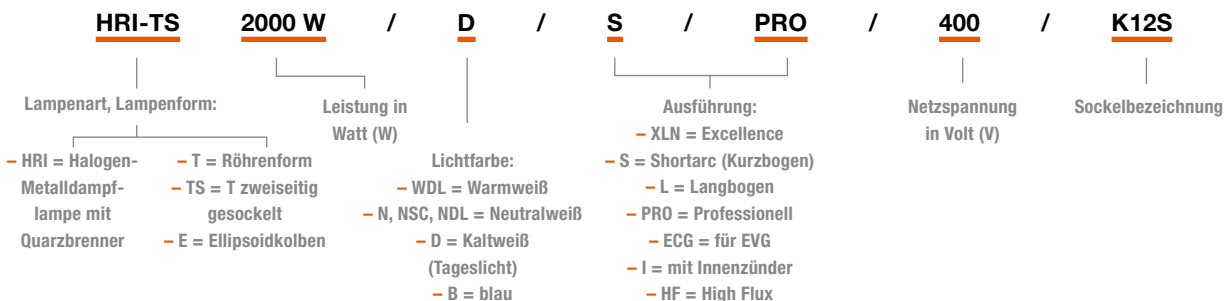 HRI-TS 2000 W / D / S / PRO / 400 / K12S
Lampenart, Lampenform:
– HRI = Halogen-
Metalldampf-
lampe mit
Quarzbrenner
– T = Röhrenform
– TS = T zweiseitig
gesockelt
– E = Ellipsoidkolben
Leistung in
Watt (W)
Lichtfarbe:
– WDL = Warmweiß
– N, NSC, NDL = Neutralweiß
– D = Kaltweiß
(Tageslicht)
– B = blau
Ausführung:
– XLN = Excellence
– S = Shortarc (Kurzbogen)
– L = Langbogen
– PRO = Professionell
– ECG = für EVG
– I = mit Innenzünder
– HF = High Flux
Netzspannung
in Volt (V)
Sockelbezeichnung